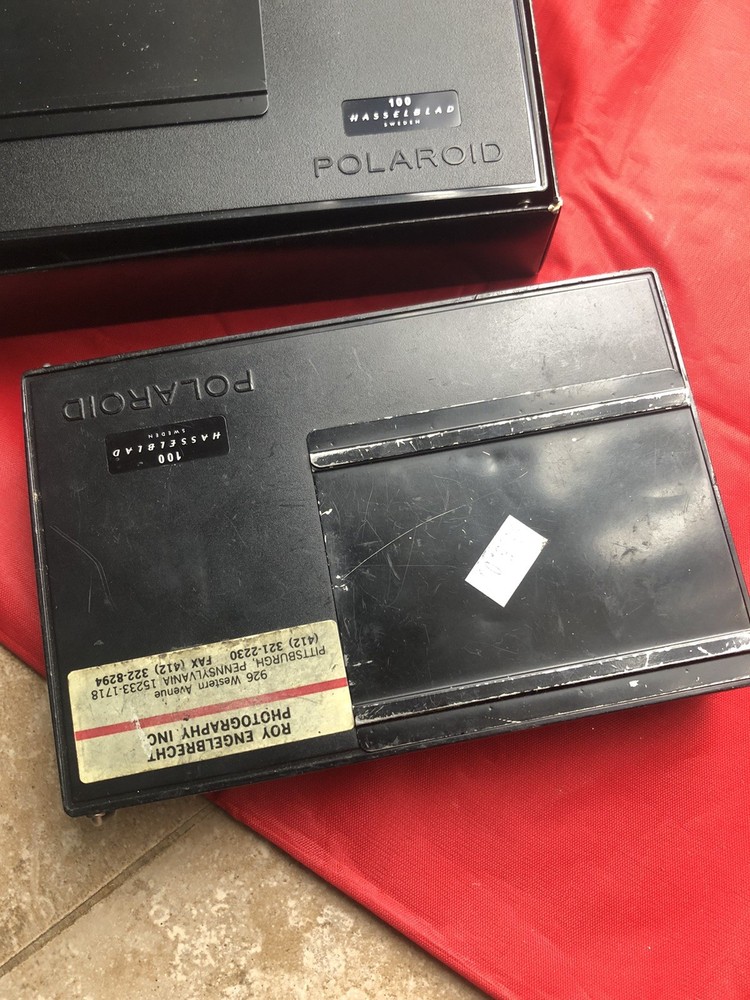 100
HASSELBLAD
SWEDEN
POLAROID
POLAROID
100
HASSELBLAD
SWEDEN
ROY ENGELBRECHT
PHOTOGRAPHY INC
926 Western Avenue
PITTSBURGH, PENNSYLVANIA 15233-1718
(412) 321-2230 FAX (412) 322-8294